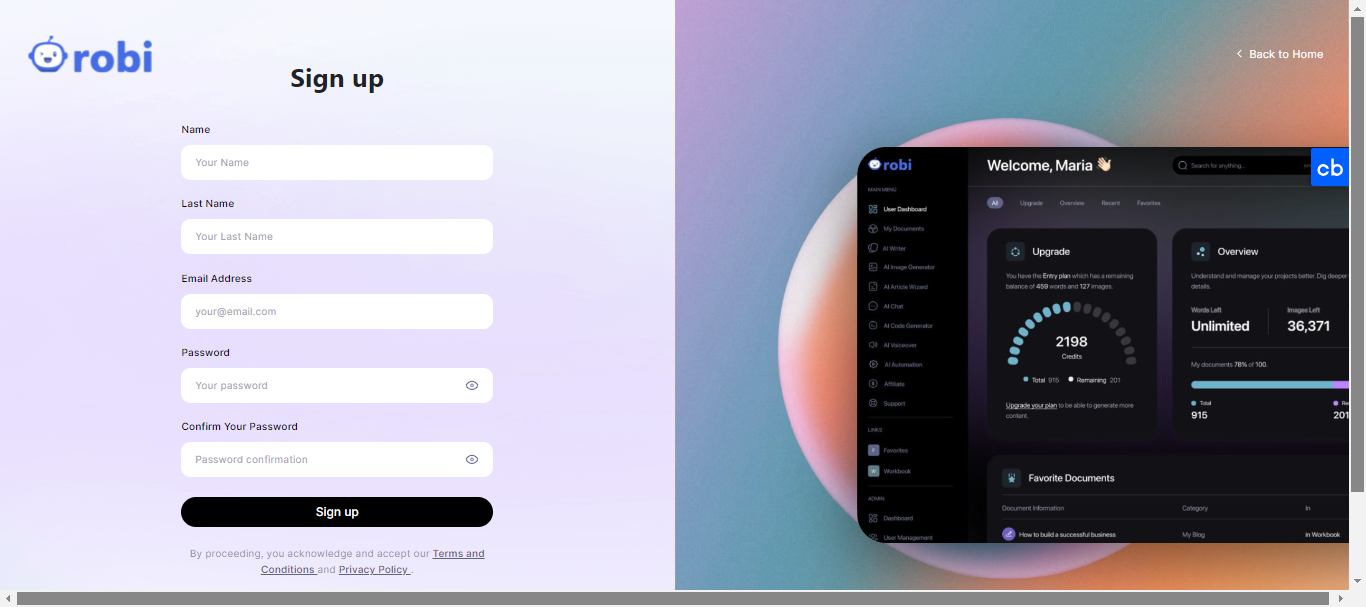 robi
Sign up
Name
Your Name
Last Name
Your Last Name
Email Address
your@email.com
Password
Your password
Confirm Your Password
Password confirmation
Sign up
By proceeding, you acknowledge and accept our Terms and
Conditions and Privacy Policy .
Back to Home
robi
MAIN MENU
User Dashboard
My Documents
AI Writer
AI Image Generator
AI Article Wizard
AI Chat
AI Code Generator
AI Voiceover
AI Automation
Affiliate
Support
LINKS
F Favorites
W Workbook
ADMIN
Dashboard
User Management
Welcome, Maria
Search for anything...
cb
All Upgrade Overview Recent Favorites
Upgrade
You have the Entry plan which has a remaining
balance of 459 words and 127 images.
2198
Credits
Total 915 Remaining 201
Upgrade your plan to be able to generate more
content.
Overview
Understand and manage your projects better. Dig deeper
details.
Words Left Images Left
Unlimited 36,371
My documents 78% of 100.
Total Re
915 201
Favorite Documents
Document Information Category In
How to build a successful business My Blog in Workbook